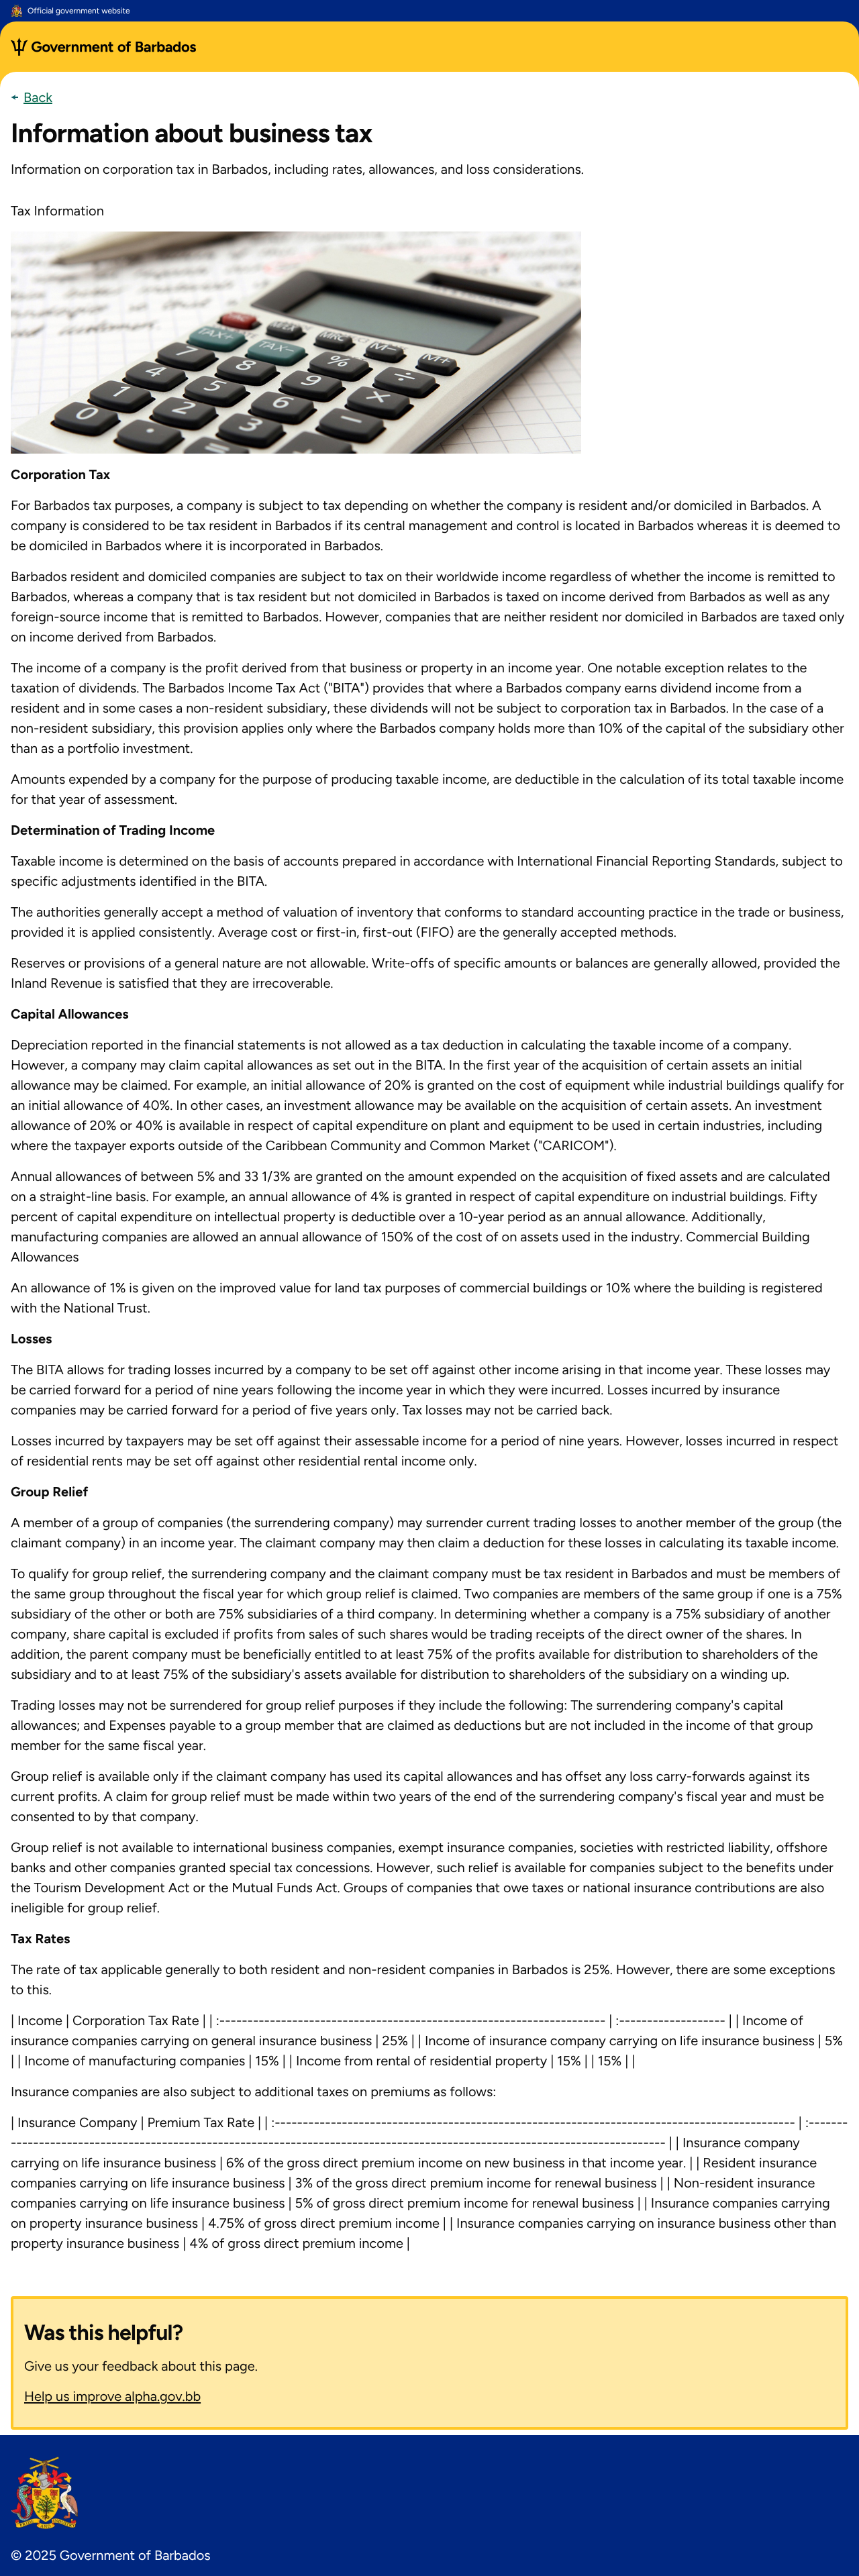 Official government website
Government of Barbados
← Back
Information about business tax
Information on corporation tax in Barbados, including rates, allowances, and loss considerations.
Tax Information
TAX+
TAX−
M+
7
8
9
%
÷
4
5
6
×
1
2
3
−
0
.
=
Corporation Tax
For Barbados tax purposes, a company is subject to tax depending on whether the company is resident and/or domiciled in Barbados. A
company is considered to be tax resident in Barbados if its central management and control is located in Barbados whereas it is deemed to
be domiciled in Barbados where it is incorporated in Barbados.
Barbados resident and domiciled companies are subject to tax on their worldwide income regardless of whether the income is remitted to
Barbados, whereas a company that is tax resident but not domiciled in Barbados is taxed on income derived from Barbados as well as any
foreign-source income that is remitted to Barbados. However, companies that are neither resident nor domiciled in Barbados are taxed only
on income derived from Barbados.
The income of a company is the profit derived from that business or property in an income year. One notable exception relates to the
taxation of dividends. The Barbados Income Tax Act ("BITA") provides that where a Barbados company earns dividend income from a
resident and in some cases a non-resident subsidiary, these dividends will not be subject to corporation tax in Barbados. In the case of a
non-resident subsidiary, this provision applies only where the Barbados company holds more than 10% of the capital of the subsidiary other
than as a portfolio investment.
Amounts expended by a company for the purpose of producing taxable income, are deductible in the calculation of its total taxable income
for that year of assessment.
Determination of Trading Income
Taxable income is determined on the basis of accounts prepared in accordance with International Financial Reporting Standards, subject to
specific adjustments identified in the BITA.
The authorities generally accept a method of valuation of inventory that conforms to standard accounting practice in the trade or business,
provided it is applied consistently. Average cost or first-in, first-out (FIFO) are the generally accepted methods.
Reserves or provisions of a general nature are not allowable. Write-offs of specific amounts or balances are generally allowed, provided the
Inland Revenue is satisfied that they are irrecoverable.
Capital Allowances
Depreciation reported in the financial statements is not allowed as a tax deduction in calculating the taxable income of a company.
However, a company may claim capital allowances as set out in the BITA. In the first year of the acquisition of certain assets an initial
allowance may be claimed. For example, an initial allowance of 20% is granted on the cost of equipment while industrial buildings qualify for
an initial allowance of 40%. In other cases, an investment allowance may be available on the acquisition of certain assets. An investment
allowance of 20% or 40% is available in respect of capital expenditure on plant and equipment to be used in certain industries, including
where the taxpayer exports outside of the Caribbean Community and Common Market ("CARICOM").
Annual allowances of between 5% and 33 1/3% are granted on the amount expended on the acquisition of fixed assets and are calculated
on a straight-line basis. For example, an annual allowance of 4% is granted in respect of capital expenditure on industrial buildings. Fifty
percent of capital expenditure on intellectual property is deductible over a 10-year period as an annual allowance. Additionally,
manufacturing companies are allowed an annual allowance of 150% of the cost of on assets used in the industry. Commercial Building
Allowances
An allowance of 1% is given on the improved value for land tax purposes of commercial buildings or 10% where the building is registered
with the National Trust.
Losses
The BITA allows for trading losses incurred by a company to be set off against other income arising in that income year. These losses may
be carried forward for a period of nine years following the income year in which they were incurred. Losses incurred by insurance
companies may be carried forward for a period of five years only. Tax losses may not be carried back.
Losses incurred by taxpayers may be set off against their assessable income for a period of nine years. However, losses incurred in respect
of residential rents may be set off against other residential rental income only.
Group Relief
A member of a group of companies (the surrendering company) may surrender current trading losses to another member of the group (the
claimant company) in an income year. The claimant company may then claim a deduction for these losses in calculating its taxable income.
To qualify for group relief, the surrendering company and the claimant company must be tax resident in Barbados and must be members of
the same group throughout the fiscal year for which group relief is claimed. Two companies are members of the same group if one is a 75%
subsidiary of the other or both are 75% subsidiaries of a third company. In determining whether a company is a 75% subsidiary of another
company, share capital is excluded if profits from sales of such shares would be trading receipts of the direct owner of the shares. In
addition, the parent company must be beneficially entitled to at least 75% of the profits available for distribution to shareholders of the
subsidiary and to at least 75% of the subsidiary's assets available for distribution to shareholders of the subsidiary on a winding up.
Trading losses may not be surrendered for group relief purposes if they include the following: The surrendering company's capital
allowances; and Expenses payable to a group member that are claimed as deductions but are not included in the income of that group
member for the same fiscal year.
Group relief is available only if the claimant company has used its capital allowances and has offset any loss carry-forwards against its
current profits. A claim for group relief must be made within two years of the end of the surrendering company's fiscal year and must be
consented to by that company.
Group relief is not available to international business companies, exempt insurance companies, societies with restricted liability, offshore
banks and other companies granted special tax concessions. However, such relief is available for companies subject to the benefits under
the Tourism Development Act or the Mutual Funds Act. Groups of companies that owe taxes or national insurance contributions are also
ineligible for group relief.
Tax Rates
The rate of tax applicable generally to both resident and non-resident companies in Barbados is 25%. However, there are some exceptions
to this.
| Income | Corporation Tax Rate | | :--------------------------------------------------------------------- | :------------------- | | Income of
insurance companies carrying on general insurance business | 25% | | Income of insurance company carrying on life insurance business | 5%
| | Income of manufacturing companies | 15% | | Income from rental of residential property | 15% | | 15% | |
Insurance companies are also subject to additional taxes on premiums as follows:
| Insurance Company | Premium Tax Rate | | :--------------------------------------------------------------------------------------------- | :-------
--------------------------------------------------------------------------------------------------------------------- | | Insurance company
carrying on life insurance business | 6% of the gross direct premium income on new business in that income year. | | Resident insurance
companies carrying on life insurance business | 3% of the gross direct premium income for renewal business | | Non-resident insurance
companies carrying on life insurance business | 5% of gross direct premium income for renewal business | | Insurance companies carrying
on property insurance business | 4.75% of gross direct premium income | | Insurance companies carrying on insurance business other than
property insurance business | 4% of gross direct premium income |
Was this helpful?
Give us your feedback about this page.
Help us improve alpha.gov.bb
© 2025 Government of Barbados